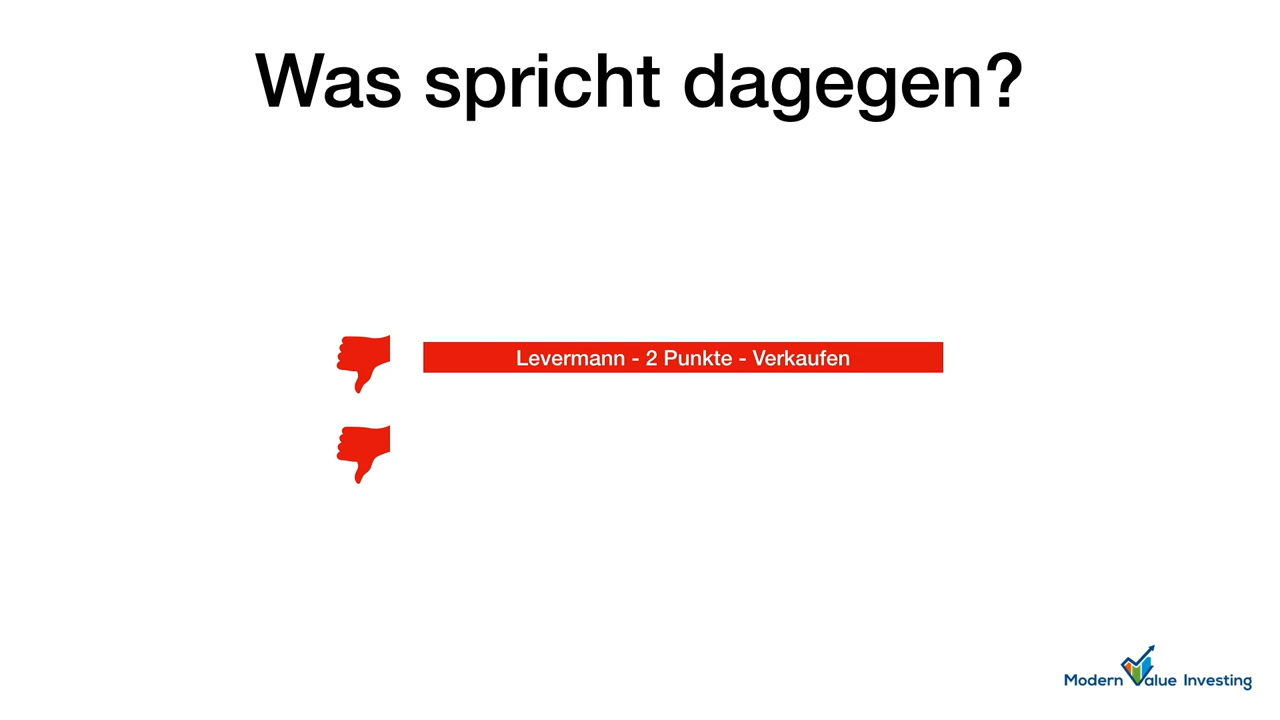 Was spricht dagegen?
Levermann - 2 Punkte - Verkaufen
Modern Value Investing